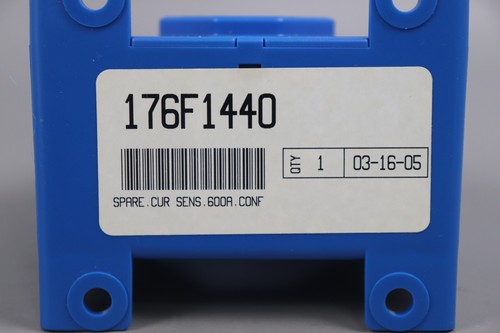 176F1440
QTY 1 03-16-05
SPARE.CUR SENS.600A.CONF